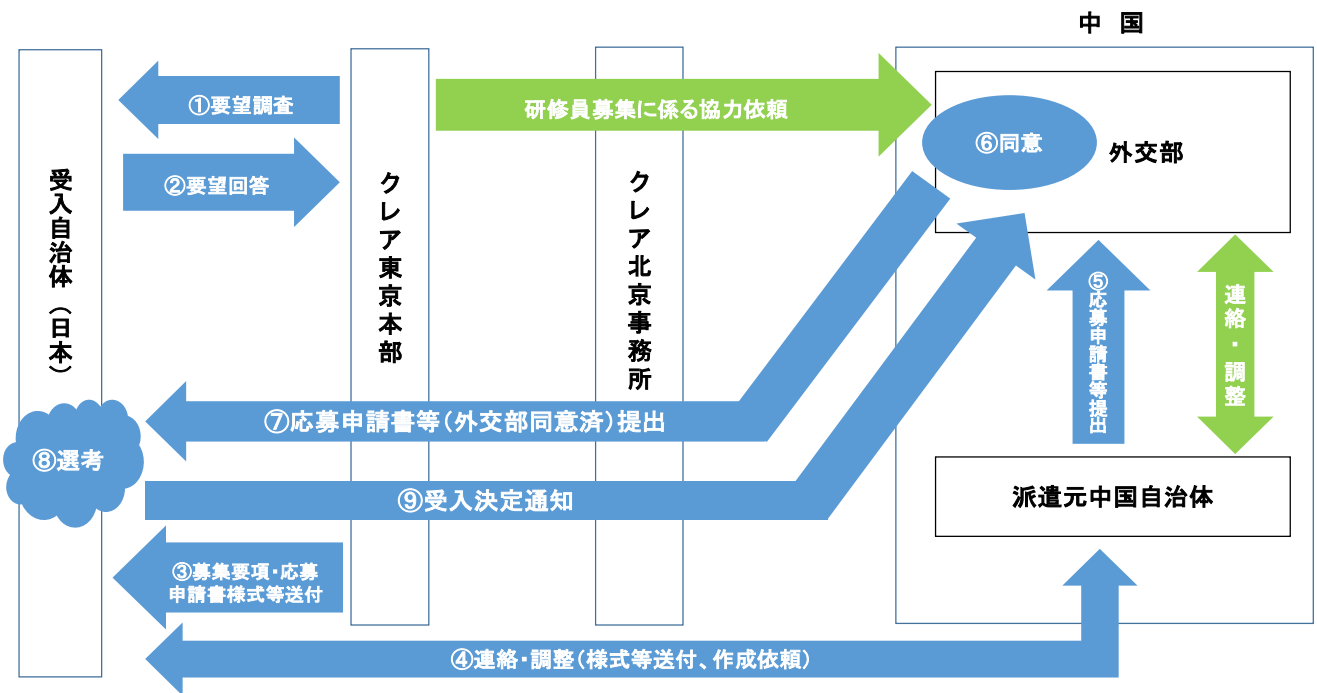 中 国
①要望調査
研修員募集に係る協力依頼
⑥同意
外交部
②要望回答
受入自治体（日本）
クレア東京本部
クレア北京事務所
⑤応募申請書等提出
連絡・調整
⑦応募申請書等（外交部同意済）提出
⑧選考
⑨受入決定通知
派遣元中国自治体
③募集要項・応募
申請書様式等送付
④連絡・調整（様式等送付、作成依頼）